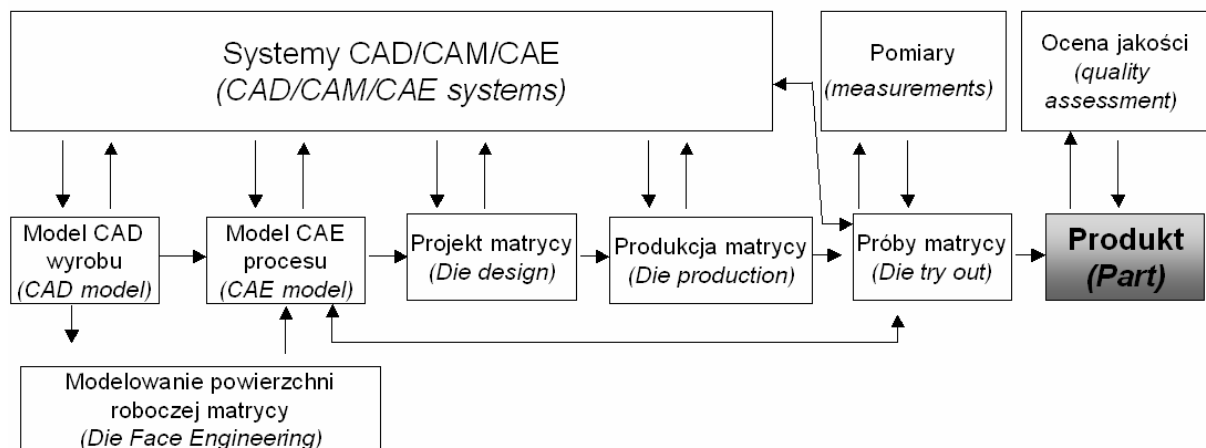 Systemy CAD/CAM/CAE
(CAD/CAM/CAE systems)
Pomiary
(measurements)
Ocena jakości
(quality
assessment)
Model CAD
wyrobu
(CAD model)
Model CAE
procesu
(CAE model)
Projekt matrycy
(Die design)
Produkcja matrycy
(Die production)
Próby matrycy
(Die try out)
Produkt
(Part)
Modelowanie powierzchni
roboczej matrycy
(Die Face Engineering)